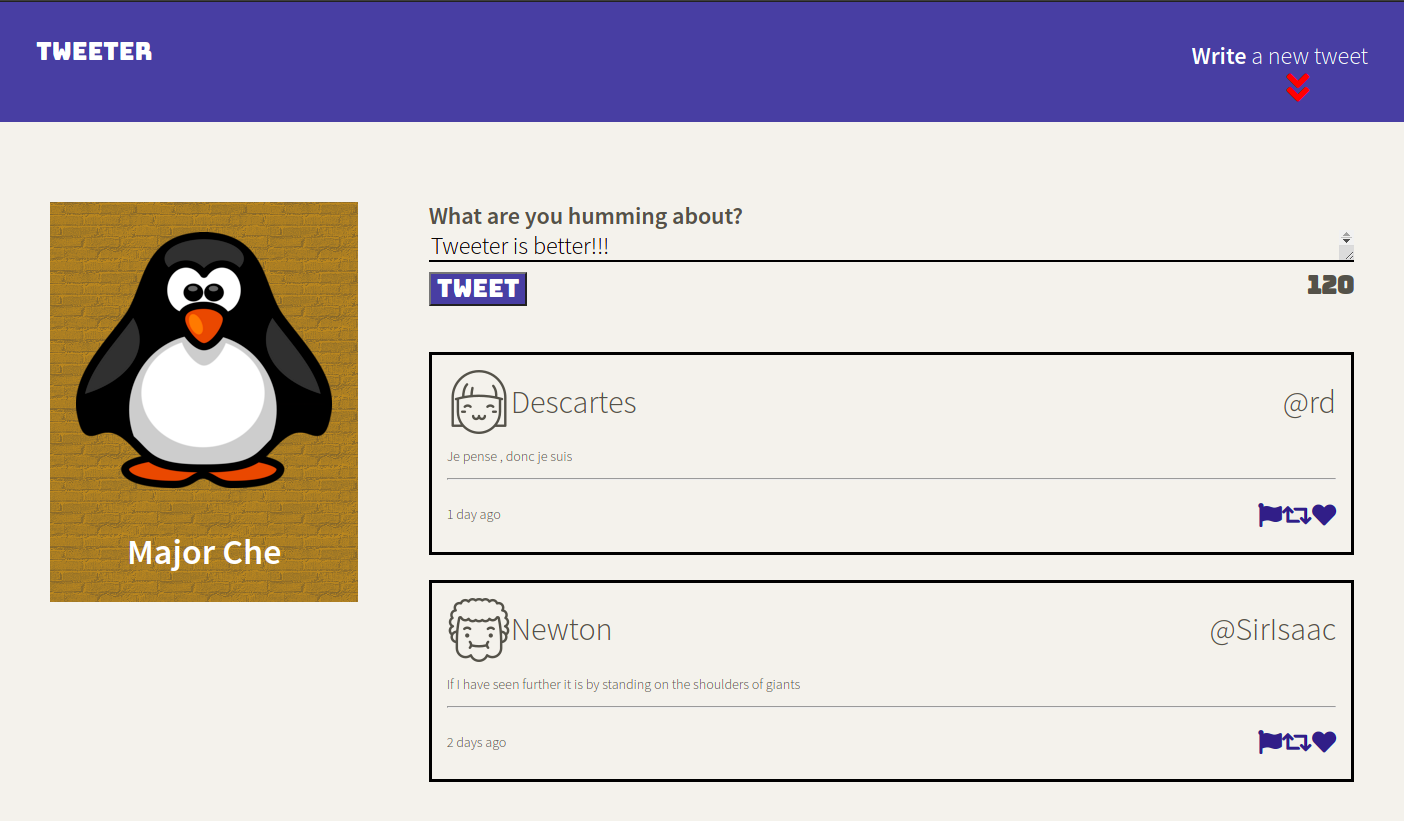 TWEETER
Write a new tweet
Major Che
What are you humming about?
Tweeter is better!!!
TWEET
120
Descartes
@rd
Je pense , donc je suis
1 day ago
Newton
@SirIsaac
If I have seen further it is by standing on the shoulders of giants
2 days ago